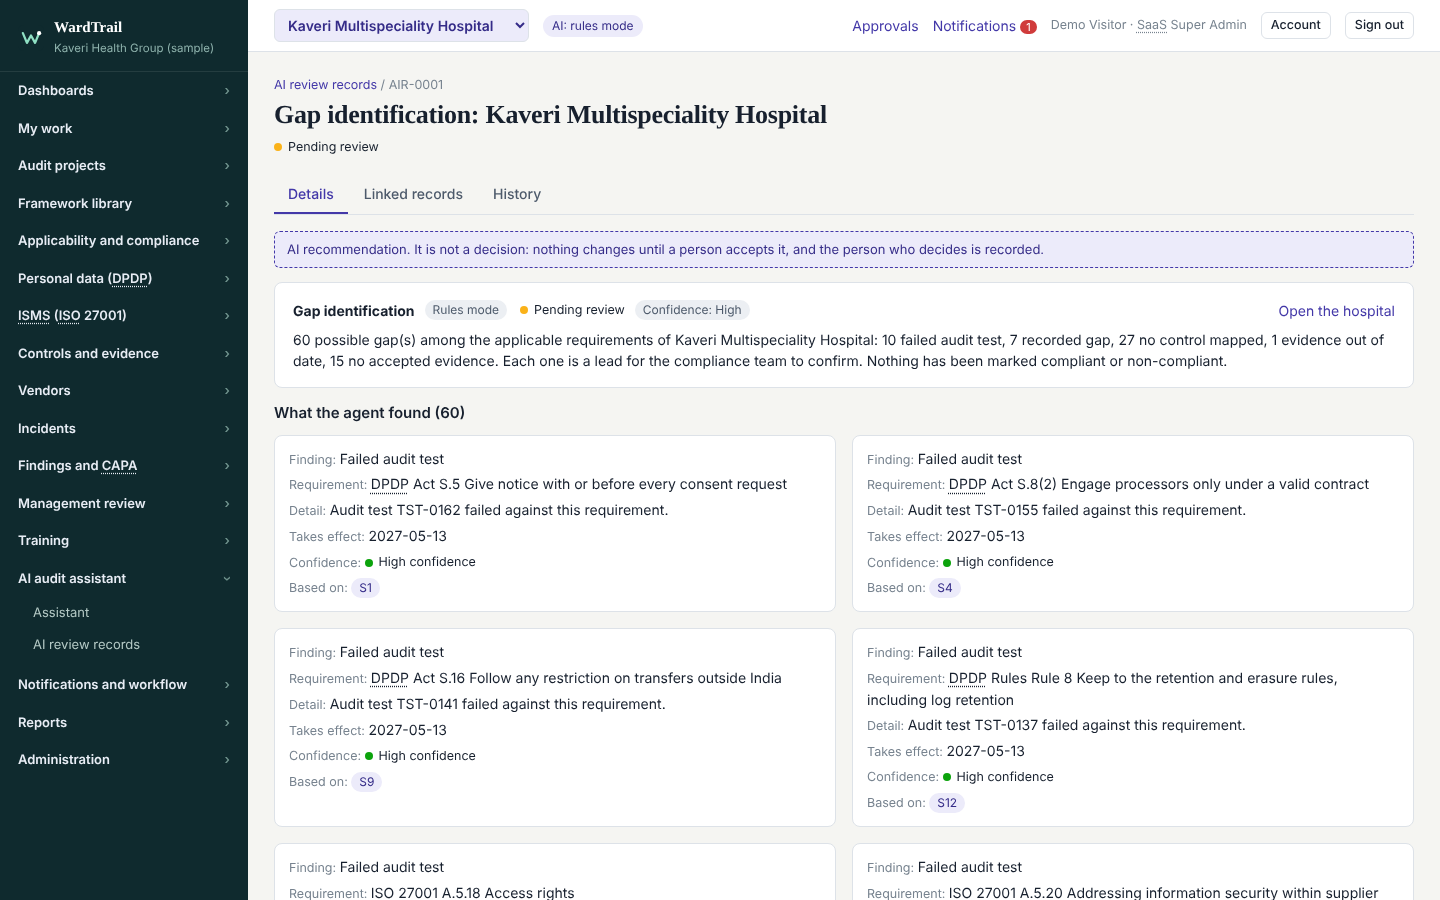 WardTrail
Kaveri Health Group (sample)
Dashboards
My work
Audit projects
Framework library
Applicability and compliance
Personal data (DPDP)
ISMS (ISO 27001)
Controls and evidence
Vendors
Incidents
Findings and CAPA
Management review
Training
AI audit assistant
Assistant
AI review records
Notifications and workflow
Reports
Administration
Kaveri Multispeciality Hospital
AI: rules mode
Approvals
Notifications 1
Demo Visitor · SaaS Super Admin
Account
Sign out
AI review records / AIR-0001
Gap identification: Kaveri Multispeciality Hospital
Pending review
Details
Linked records
History
AI recommendation. It is not a decision: nothing changes until a person accepts it, and the person who decides is recorded.
Gap identification
Rules mode
Pending review
Confidence: High
Open the hospital
60 possible gap(s) among the applicable requirements of Kaveri Multispeciality Hospital: 10 failed audit test, 7 recorded gap, 27 no control mapped, 1 evidence out of
date, 15 no accepted evidence. Each one is a lead for the compliance team to confirm. Nothing has been marked compliant or non-compliant.
What the agent found (60)
Finding: Failed audit test
Requirement: DPDP Act S.5 Give notice with or before every consent request
Detail: Audit test TST-0162 failed against this requirement.
Takes effect: 2027-05-13
Confidence: High confidence
Based on: S1
Finding: Failed audit test
Requirement: DPDP Act S.8(2) Engage processors only under a valid contract
Detail: Audit test TST-0155 failed against this requirement.
Takes effect: 2027-05-13
Confidence: High confidence
Based on: S4
Finding: Failed audit test
Requirement: DPDP Act S.16 Follow any restriction on transfers outside India
Detail: Audit test TST-0141 failed against this requirement.
Takes effect: 2027-05-13
Confidence: High confidence
Based on: S9
Finding: Failed audit test
Requirement: DPDP Rules Rule 8 Keep to the retention and erasure rules,
including log retention
Detail: Audit test TST-0137 failed against this requirement.
Takes effect: 2027-05-13
Confidence: High confidence
Based on: S12
Finding: Failed audit test
Requirement: ISO 27001 A.5.18 Access rights
Finding: Failed audit test
Requirement: ISO 27001 A.5.20 Addressing information security within supplier